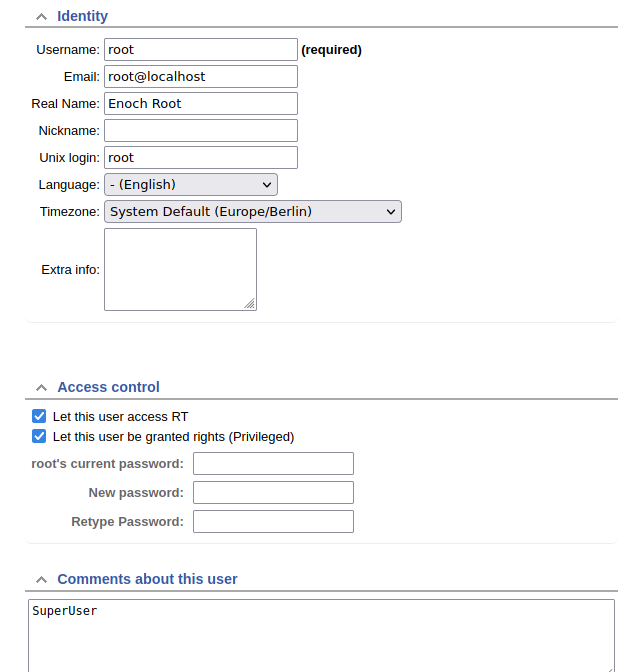 Identity
Username: root (required)
Email: root@localhost
Real Name: Enoch Root
Nickname:
Unix login: root
Language: - (English)
Timezone: System Default (Europe/Berlin)
Extra info:
Access control
Let this user access RT
Let this user be granted rights (Privileged)
root's current password:
New password:
Retype Password:
Comments about this user
SuperUser